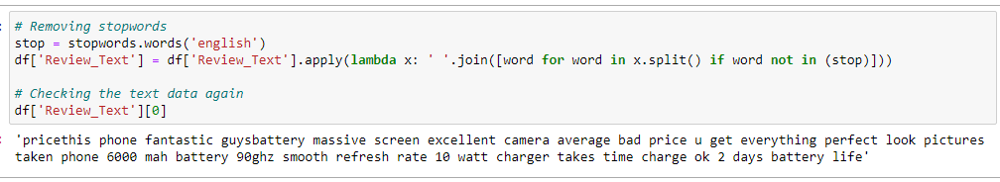 # Removing stopwords
stop = stopwords.words('english')
df['Review_Text'] = df['Review_Text'].apply(lambda x: ' '.join([word for word in x.split() if word not in (stop)]))
# Checking the text data again
df['Review_Text'][0]
'pricethis phone fantastic guysbattery massive screen excellent camera average bad price u get everything perfect look pictures
taken phone 6000 mah battery 90ghz smooth refresh rate 10 watt charger takes time charge ok 2 days battery life'